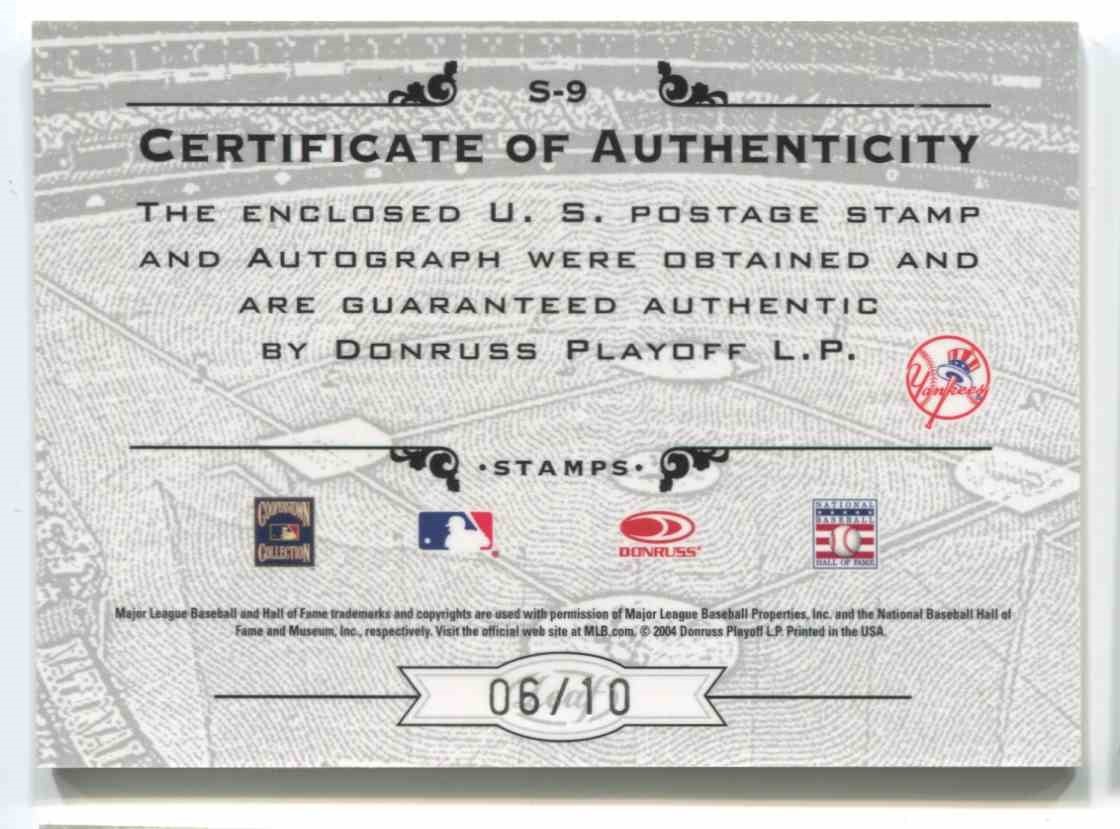 S-9
CERTIFICATE OF AUTHENTICITY
THE ENCLOSED U. S. POSTAGE STAMP
AND AUTOGRAPH WERE OBTAINED AND
ARE GUARANTEED AUTHENTIC
BY DONRUSS PLAYOFF L.P.
Yankees
·STAMPS·
COOPERSTOWN
COLLECTION
DONRUSS
NATIONAL
BASEBALL
HALL OF FAME
Major League Baseball and Hall of Fame trademarks and copyrights are used with permission of Major League Baseball Properties, Inc. and the National Baseball Hall of
Fame and Museum, Inc., respectively. Visit the official web site at MLB.com. © 2004 Donruss Playoff L.P. Printed in the USA.
06/10